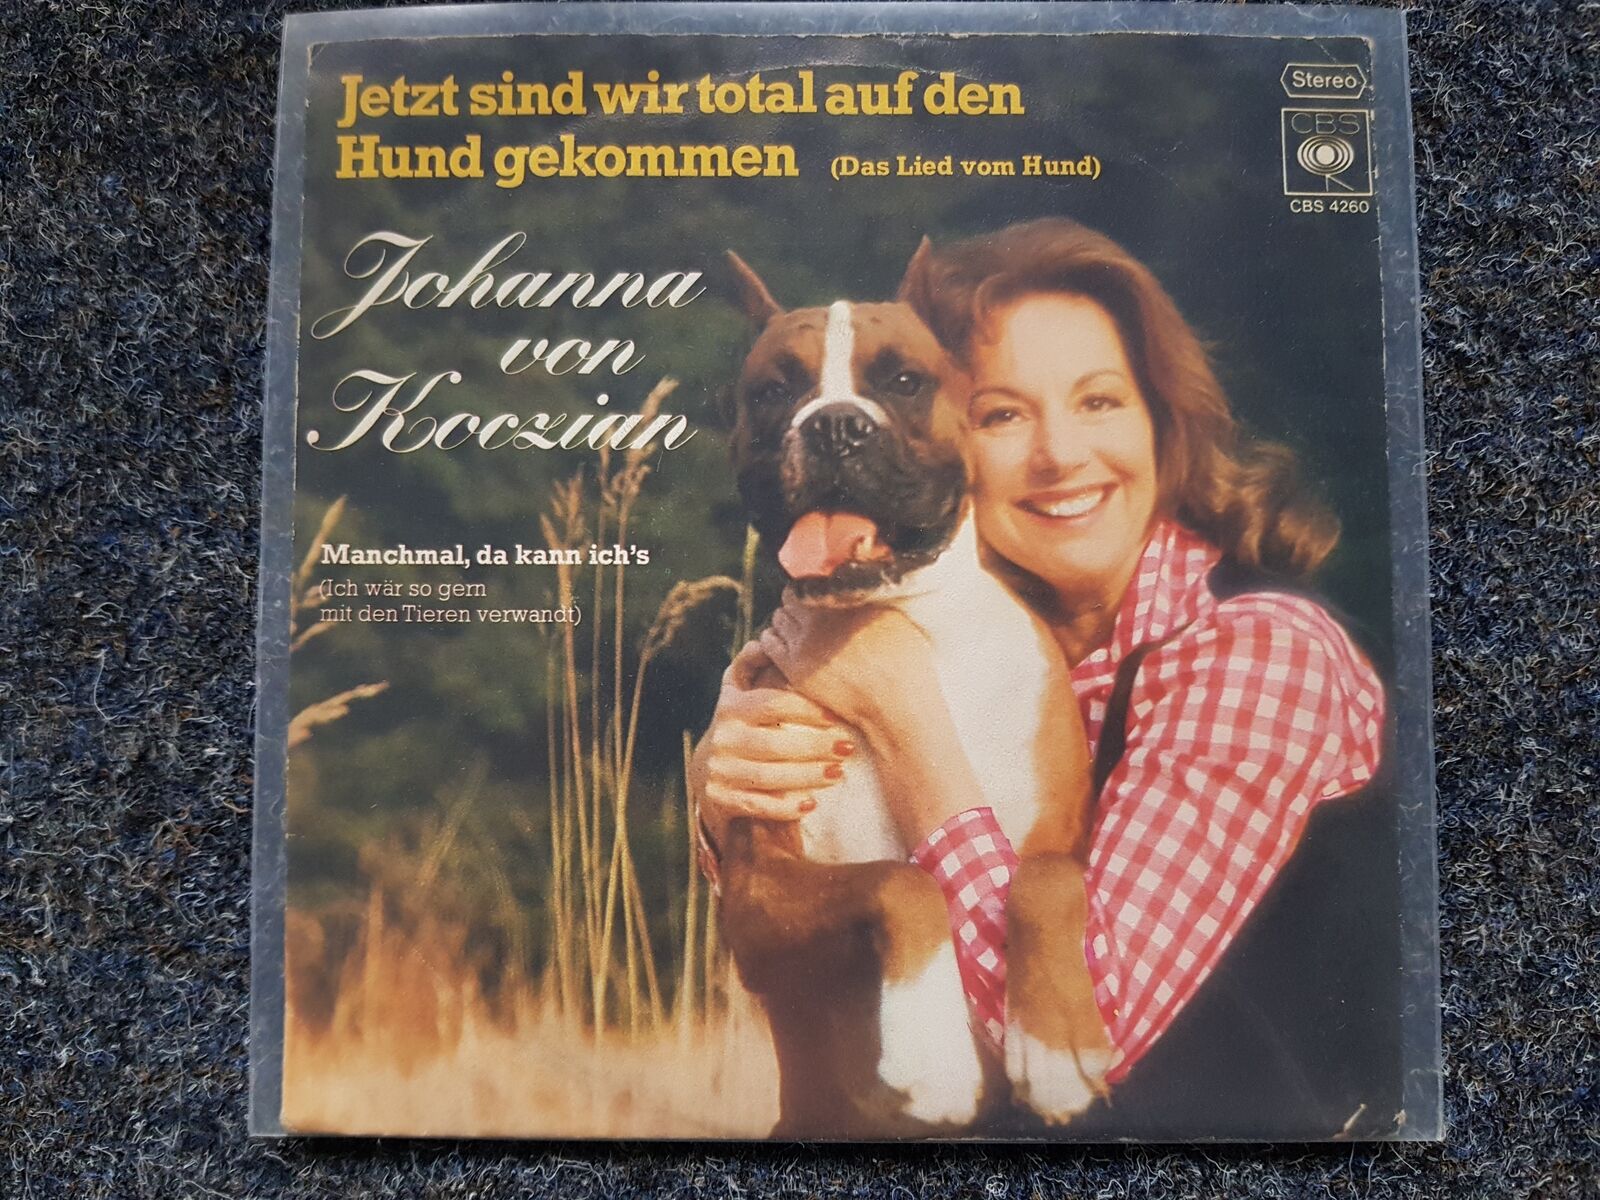 Jetzt sind wir total auf den
Hund gekommen (Das Lied vom Hund)
Stereo
CBS
CBS 4260
Johanna
von
Koczian
Manchmal, da kann ich's
(Ich wär so gern
mit den Tieren verwandt)